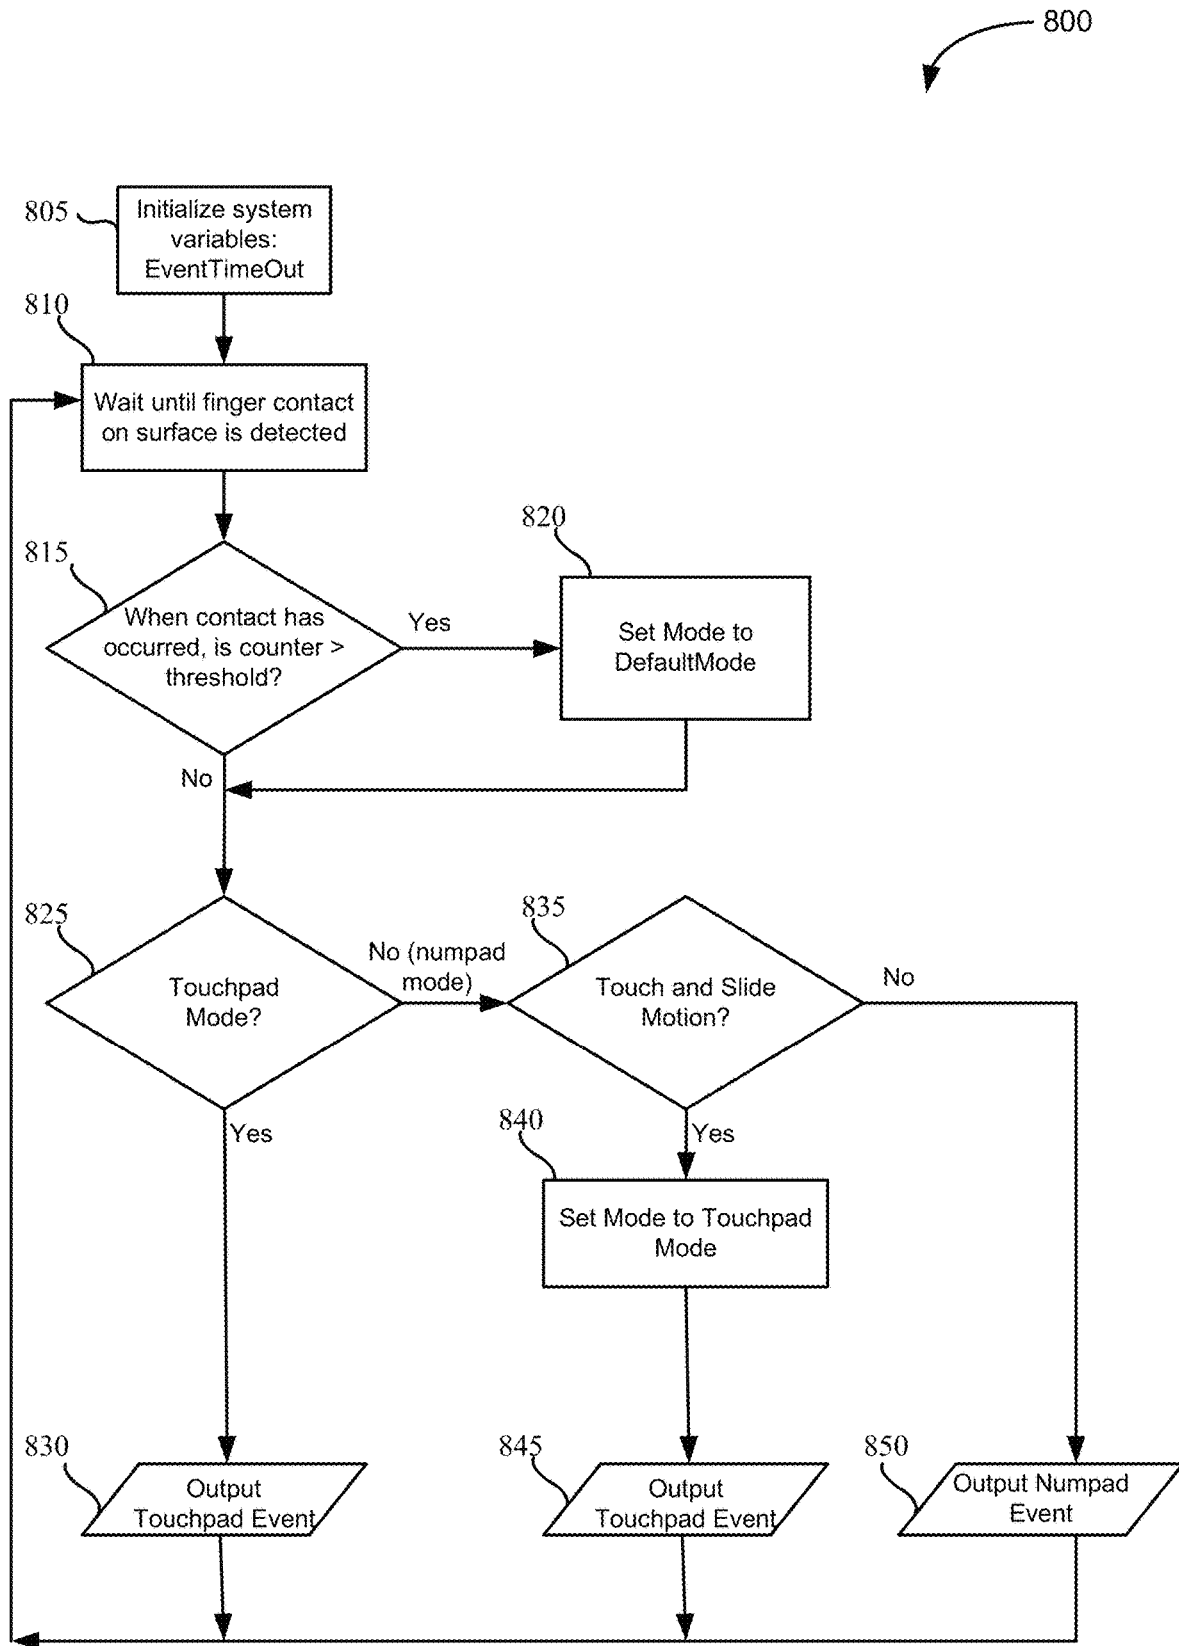 800
805
Initialize system
variables:
EventTimeOut
810
Wait until finger contact
on surface is detected
815
When contact has
occurred, is counter >
threshold?
Yes
820
Set Mode to
DefaultMode
No
825
Touchpad
Mode?
No (numpad
mode)
835
Touch and Slide
Motion?
No
Yes
Yes
840
Set Mode to Touchpad
Mode
830
Output
Touchpad Event
845
Output
Touchpad Event
850
Output Numpad
Event